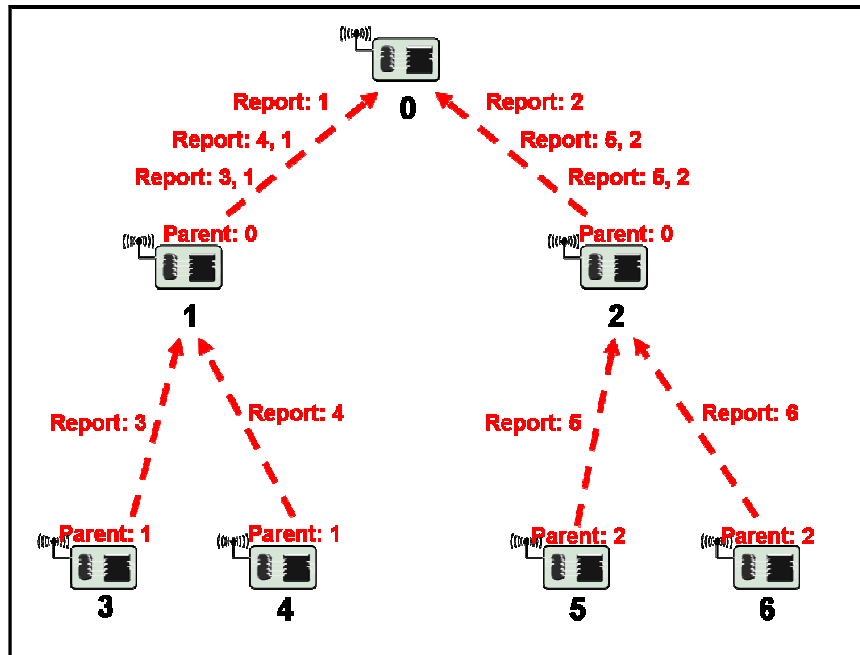 Report: 1
Report: 2
0
Report: 4, 1
Report: 5, 2
Report: 3, 1
Report: 5, 2
Parent: 0
Parent: 0
1
2
Report: 3
Report: 4
Report: 5
Report: 6
Parent: 1
Parent: 1
Parent: 2
Parent: 2
3
4
5
6